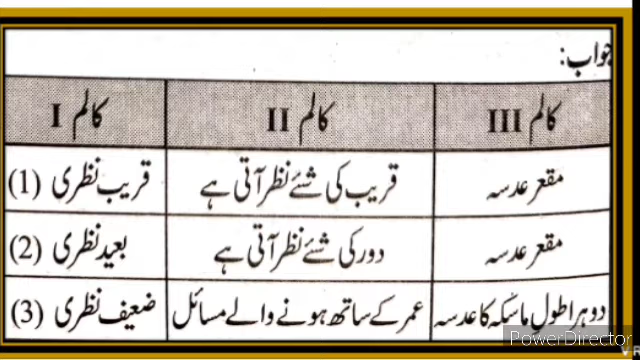 جواب:
کالم III کالم II کالم I
مقعر عدسہ قریب کی شئے نظر آتی ہے قریب نظری (1)
مقعر عدسہ دور کی شئے نظر آتی ہے بعید نظری (2)
دوہرا طولِ ماسکہ کا عدسہ عمر کے ساتھ ہونے والے مسائل ضعیف نظری (3)
PowerDirector